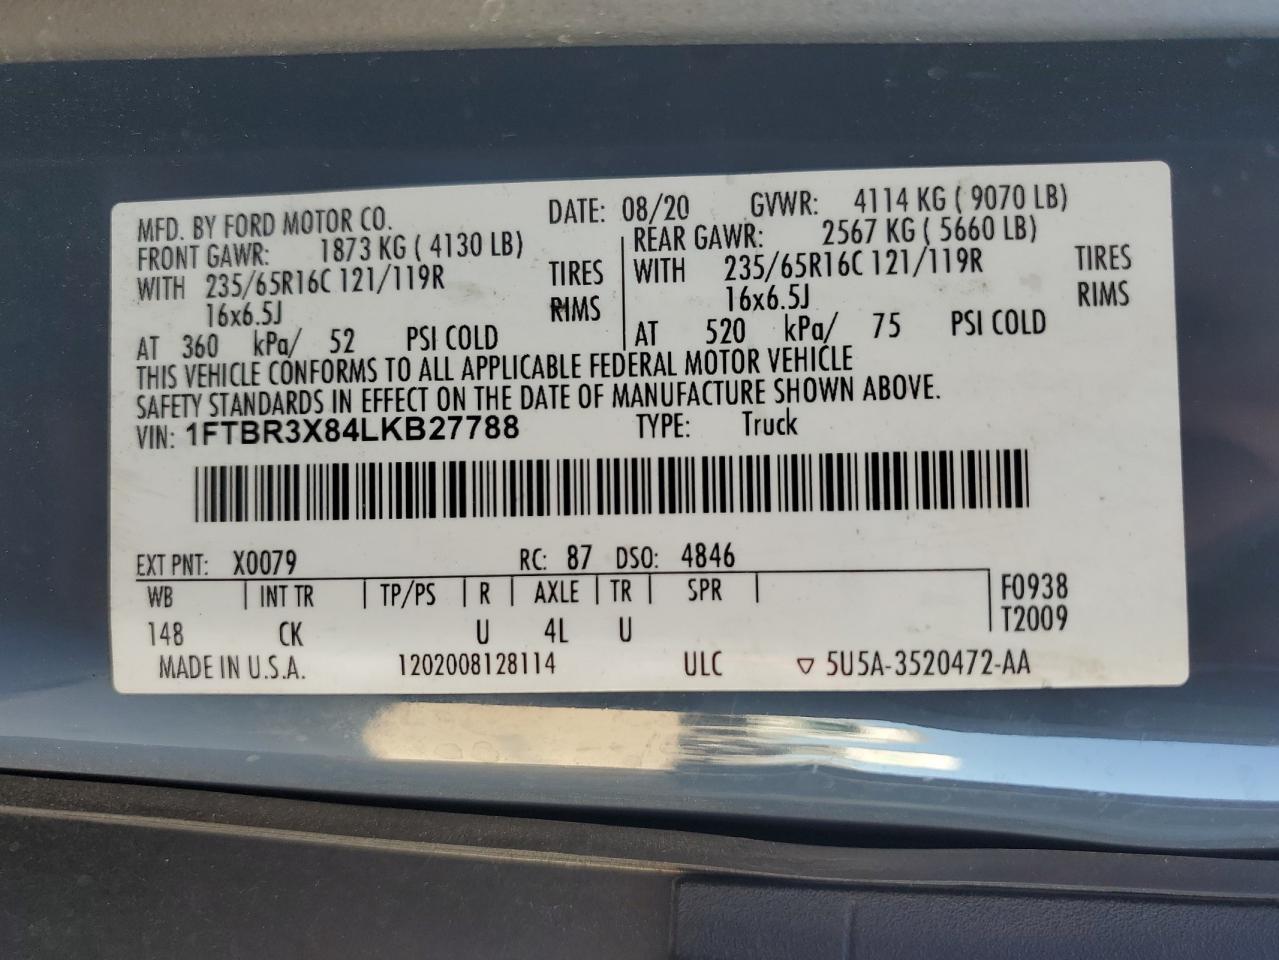 MFD. BY FORD MOTOR CO. DATE: 08/20 GVWR: 4114 KG ( 9070 LB)
FRONT GAWR: 1873 KG ( 4130 LB) REAR GAWR: 2567 KG ( 5660 LB)
WITH 235/65R16C 121/119R TIRES WITH 235/65R16C 121/119R TIRES
16x6.5J RIMS 16x6.5J RIMS
AT 360 kPa/ 52 PSI COLD AT 520 kPa/ 75 PSI COLD
THIS VEHICLE CONFORMS TO ALL APPLICABLE FEDERAL MOTOR VEHICLE
SAFETY STANDARDS IN EFFECT ON THE DATE OF MANUFACTURE SHOWN ABOVE.
VIN: 1FTBR3X84LKB27788 TYPE: Truck
EXT PNT: X0079 RC: 87 DSO: 4846
WB INT TR TP/PS R AXLE TR SPR F0938
148 CK U 4L U T2009
MADE IN U.S.A. 1202008128114 ULC ▽ 5U5A-3520472-AA